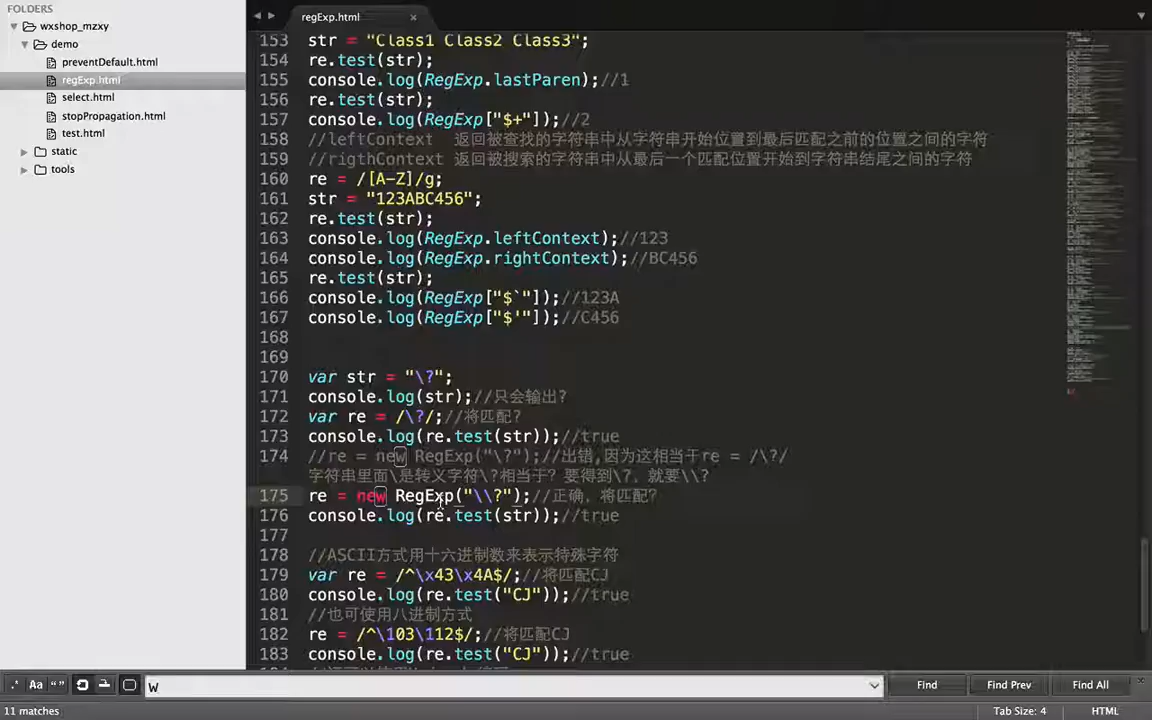 FOLDERS
wxshop_mzxy
demo
preventDefault.html
regExp.html
select.html
stopPropagation.html
test.html
static
tools
regExp.html
153 str = "Class1 Class2 Class3";
154 re.test(str);
155 console.log(RegExp.lastParen);//1
156 re.test(str);
157 console.log(RegExp["$+"]);//2
158 //leftContext 返回被查找的字符串中从字符串开始位置到最后匹配之前的位置之间的字符
159 //rigthContext 返回被搜索的字符串中从最后一个匹配位置开始到字符串结尾之间的字符
160 re = /[A-Z]/g;
161 str = "123ABC456";
162 re.test(str);
163 console.log(RegExp.leftContext);//123
164 console.log(RegExp.rightContext);//BC456
165 re.test(str);
166 console.log(RegExp["$`"]);//123A
167 console.log(RegExp["$'"]);//C456
168
169
170 var str = "\?";
171 console.log(str);//只会输出?
172 var re = /\?/;//将匹配?
173 console.log(re.test(str));//true
174 //re = new RegExp("\?");//出错,因为这相当于re = /\?/
字符串里面\是转义字符\?相当于? 要得到\?, 就要\\?
175 re = new RegExp("\\?");//正确, 将匹配?
176 console.log(re.test(str));//true
177
178 //ASCII方式用十六进制数来表示特殊字符
179 var re = /^\x43\x4A$/;//将匹配CJ
180 console.log(re.test("CJ"));//true
181 //也可使用八进制方式
182 re = /^\103\112$/;//将匹配CJ
183 console.log(re.test("CJ"));//true
.* Aa “” w Find Find Prev Find All
11 matches Tab Size: 4 HTML